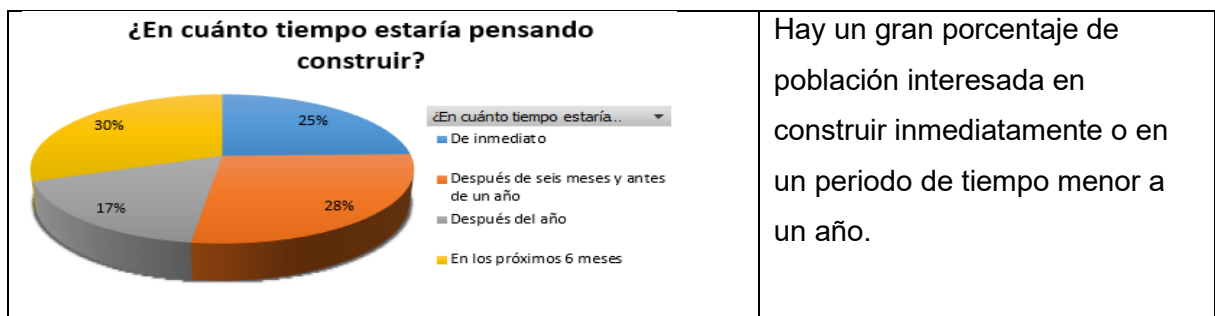 ¿En cuánto tiempo estaría pensando
construir?
30%
25%
17%
28%
¿En cuánto tiempo estaría...
De inmediato
Después de seis meses y antes
de un año
Después del año
En los próximos 6 meses
Hay un gran porcentaje de
población interesada en
construir inmediatamente o en
un periodo de tiempo menor a
un año.